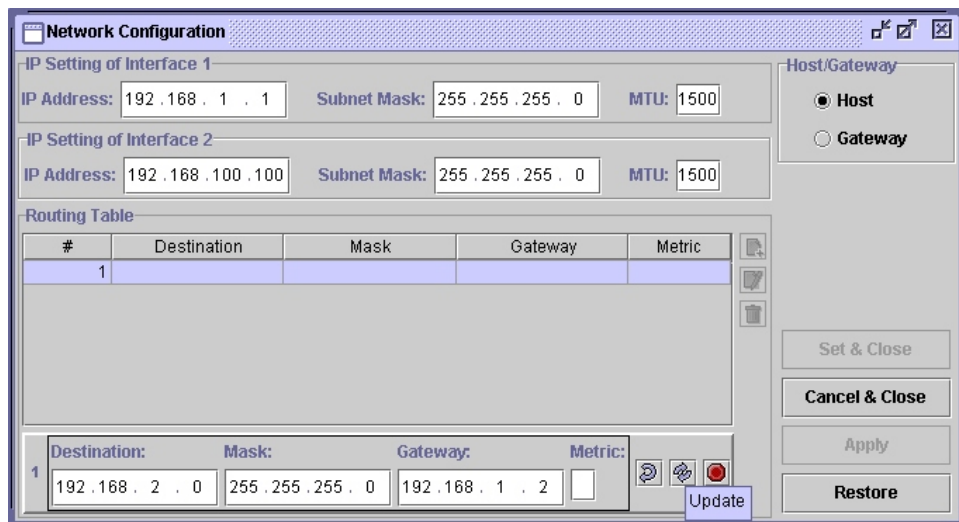 Network Configuration
IP Setting of Interface 1
IP Address: 192.168. 1 . 1 Subnet Mask: 255.255.255. 0 MTU: 1500
IP Setting of Interface 2
IP Address: 192.168.100.100 Subnet Mask: 255.255.255. 0 MTU: 1500
Routing Table
# Destination Mask Gateway Metric
1
1 Destination: Mask: Gateway: Metric:
192.168. 2 . 0 255.255.255. 0 192.168. 1 . 2
Update
Host/Gateway
Host
Gateway
Set & Close
Cancel & Close
Apply
Restore